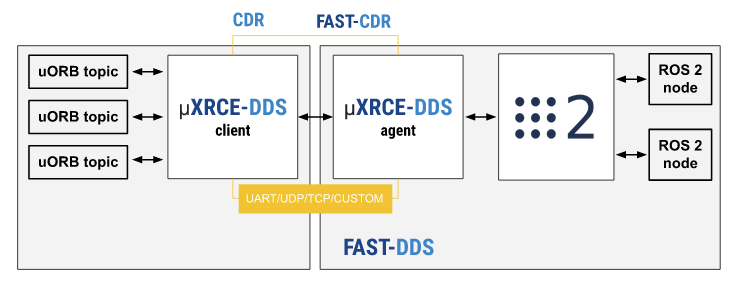 CDR
FAST-CDR
uORB topic
uORB topic
uORB topic
μXRCE-DDS
client
μXRCE-DDS
agent
2
ROS 2
node
ROS 2
node
UART/UDP/TCP/CUSTOM
FAST-DDS